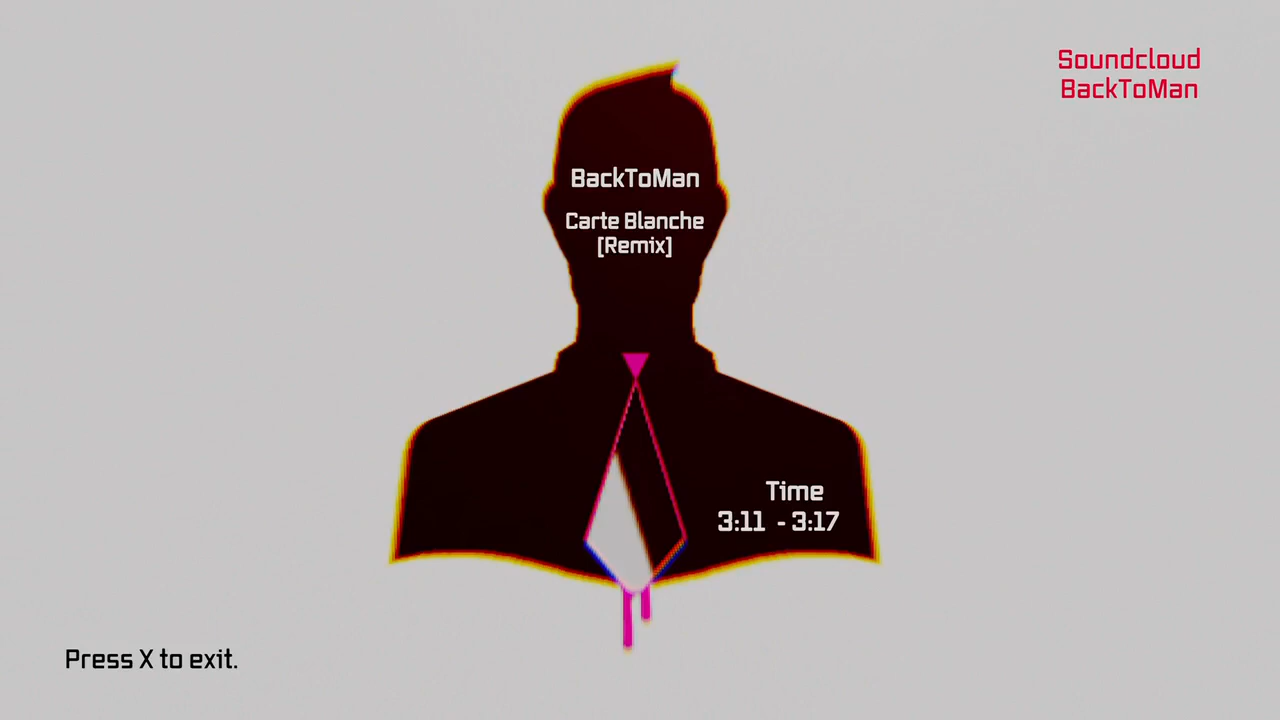 Soundcloud
BackToMan
BackToMan
Carte Blanche
[Remix]
Time
3:11 - 3:17
Press X to exit.